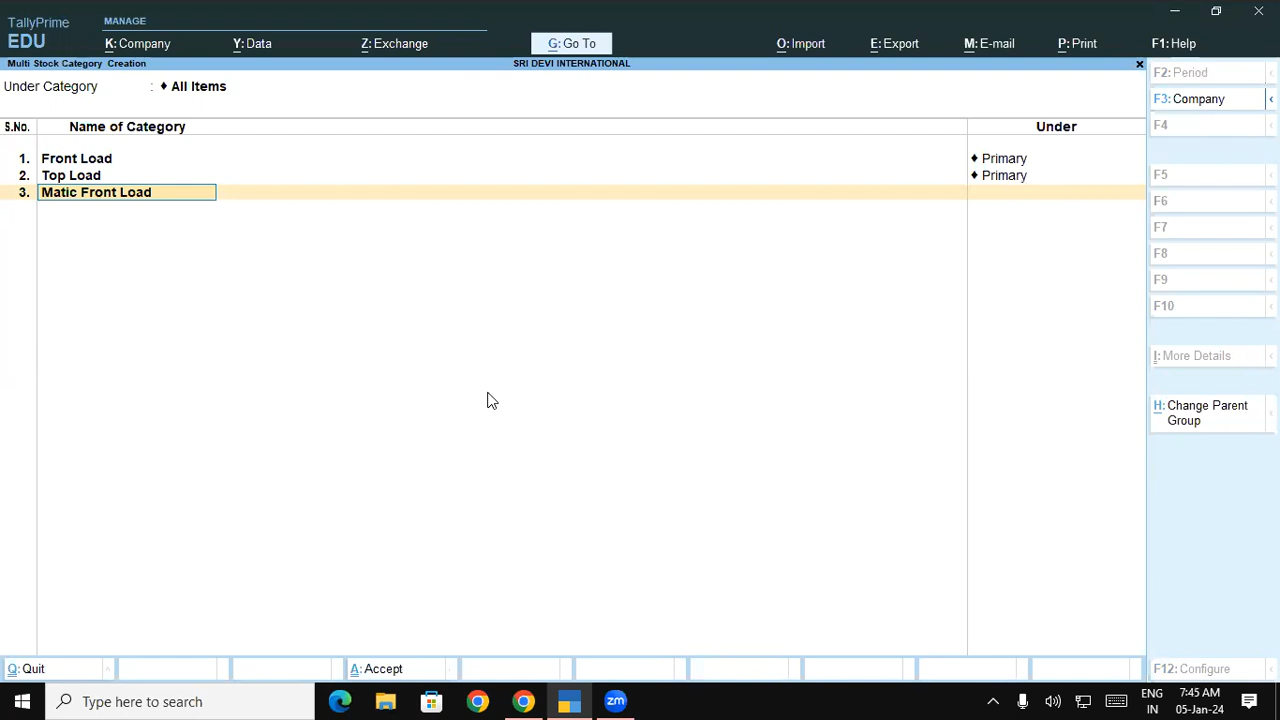 TallyPrime
EDU
MANAGE
K: Company
Y: Data
Z: Exchange
G: Go To
O: Import
E: Export
M: E-mail
P: Print
F1: Help
Multi Stock Category Creation
SRI DEVI INTERNATIONAL
Under Category : ♦ All Items
S.No. Name of Category Under
1. Front Load ♦ Primary
2. Top Load ♦ Primary
3. Matic Front Load
F2: Period
F3: Company
F4
F5
F6
F7
F8
F9
F10
I: More Details
H: Change Parent
Group
Q: Quit
A: Accept
F12: Configure
Type here to search
zm
ENG
IN
7:45 AM
05-Jan-24